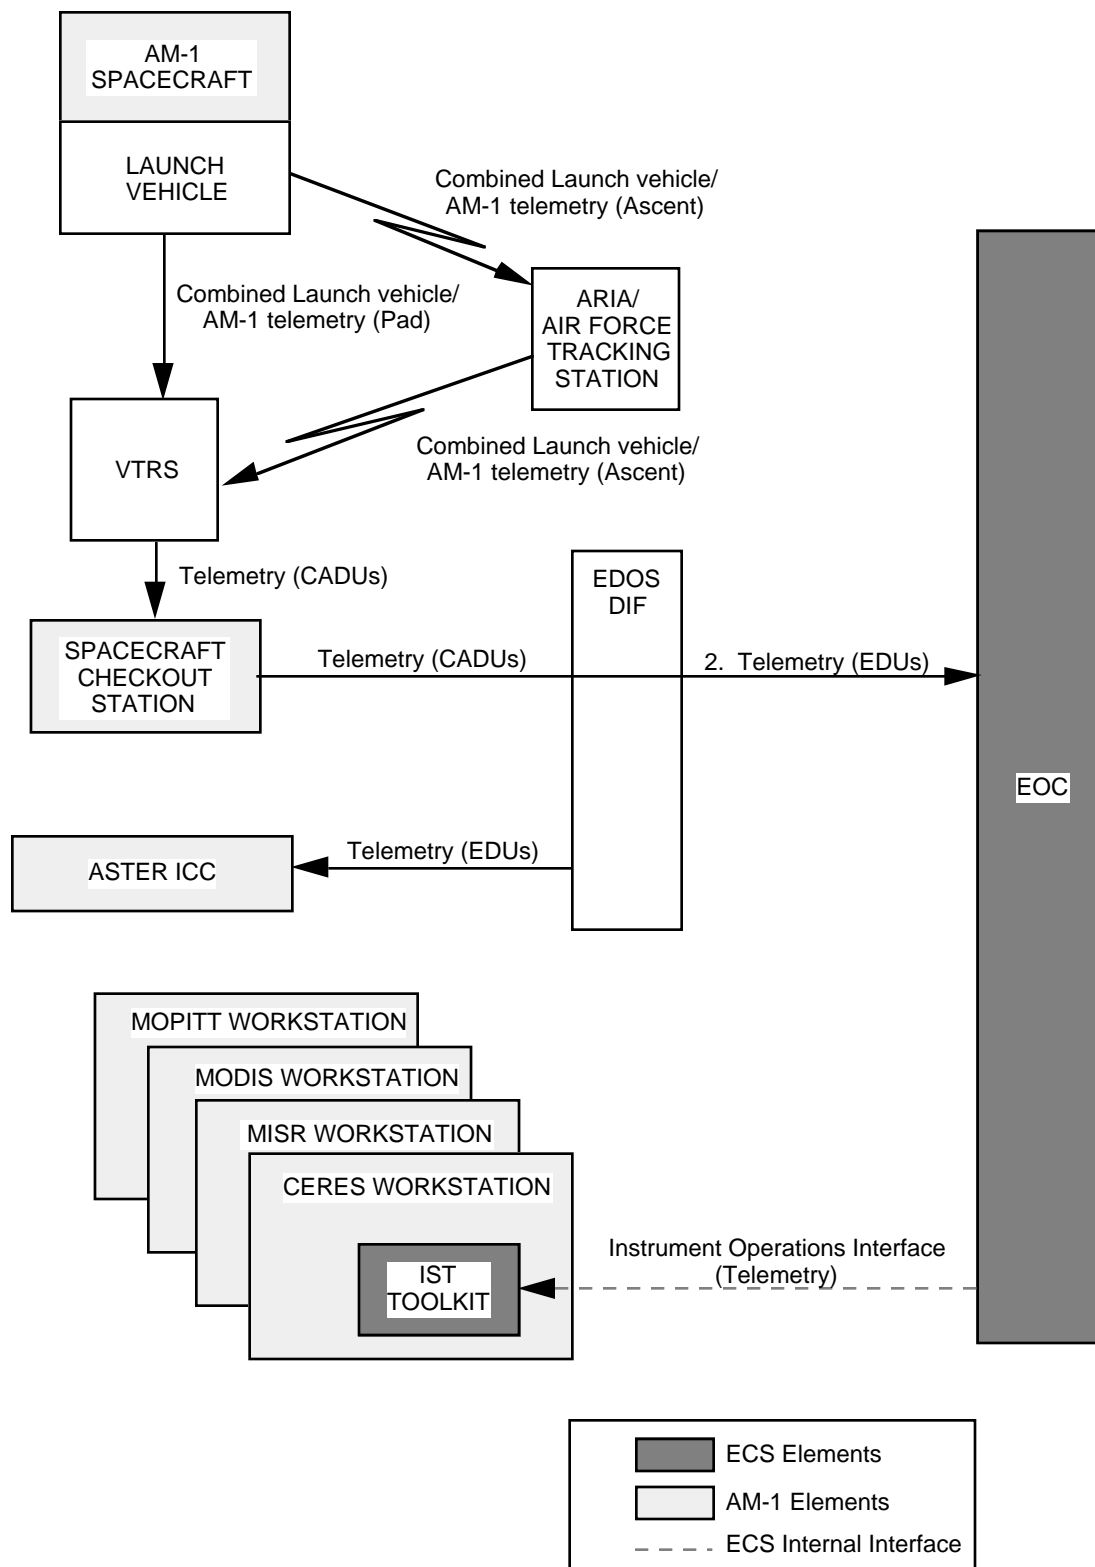 AM-1
SPACECRAFT
LAUNCH
VEHICLE
Combined Launch vehicle/
AM-1 telemetry (Ascent)
Combined Launch vehicle/
AM-1 telemetry (Pad)
ARIA/
AIR FORCE
TRACKING
STATION
VTRS
Combined Launch vehicle/
AM-1 telemetry (Ascent)
Telemetry (CADUs)
EDOS
DIF
SPACECRAFT
CHECKOUT
STATION
Telemetry (CADUs)
2. Telemetry (EDUs)
EOC
ASTER ICC
Telemetry (EDUs)
MOPITT WORKSTATION
MODIS WORKSTATION
MISR WORKSTATION
CERES WORKSTATION
IST
TOOLKIT
Instrument Operations Interface
(Telemetry)
ECS Elements
AM-1 Elements
ECS Internal Interface